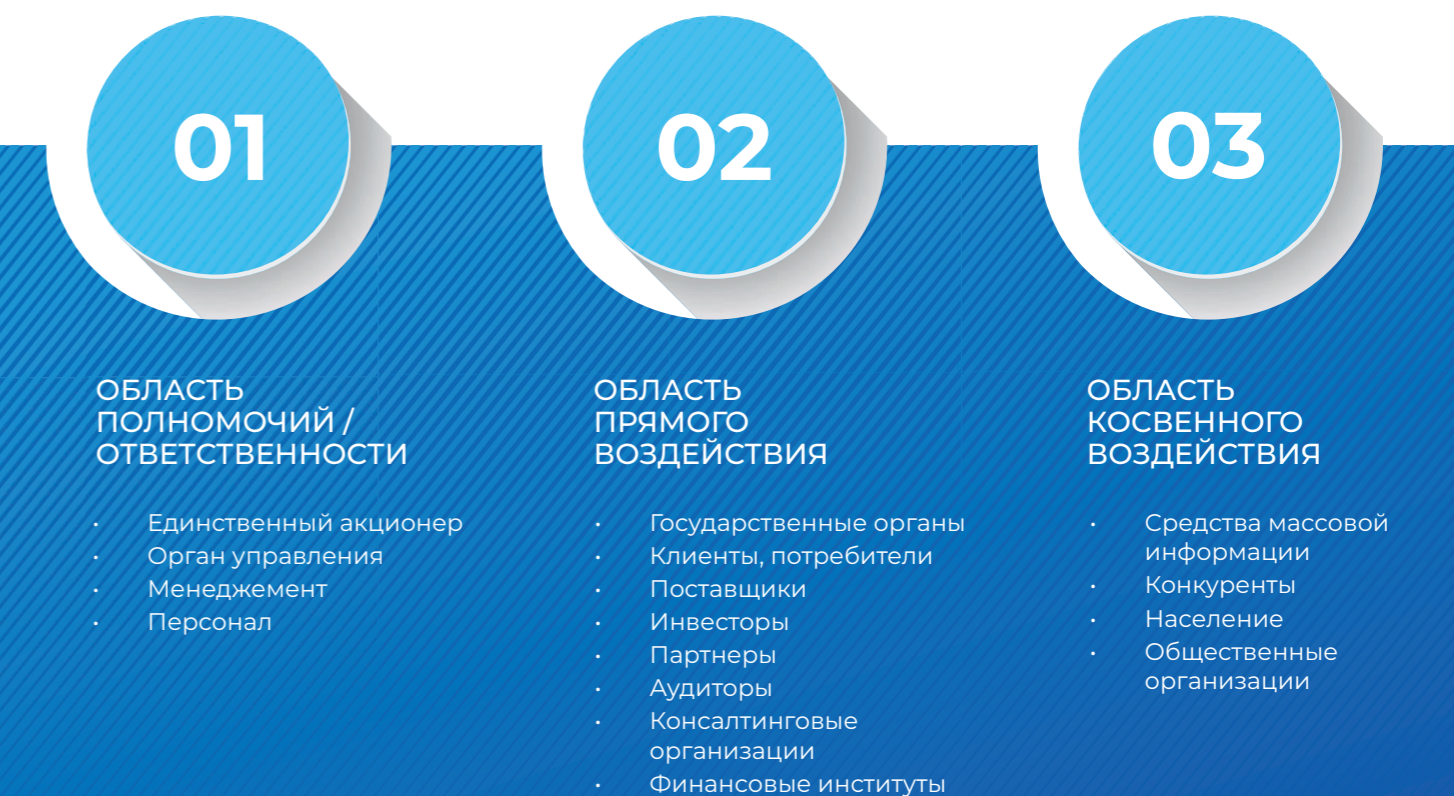 01
ОБЛАСТЬ
ПОЛНОМОЧИЙ /
ОТВЕТСТВЕННОСТИ
· Единственный акционер
· Орган управления
· Менеджемент
· Персонал
02
ОБЛАСТЬ
ПРЯМОГО
ВОЗДЕЙСТВИЯ
· Государственные органы
· Клиенты, потребители
· Поставщики
· Инвесторы
· Партнеры
· Аудиторы
· Консалтинговые
организации
· Финансовые институты
03
ОБЛАСТЬ
КОСВЕННОГО
ВОЗДЕЙСТВИЯ
· Средства массовой
информации
· Конкуренты
· Население
· Общественные
организации